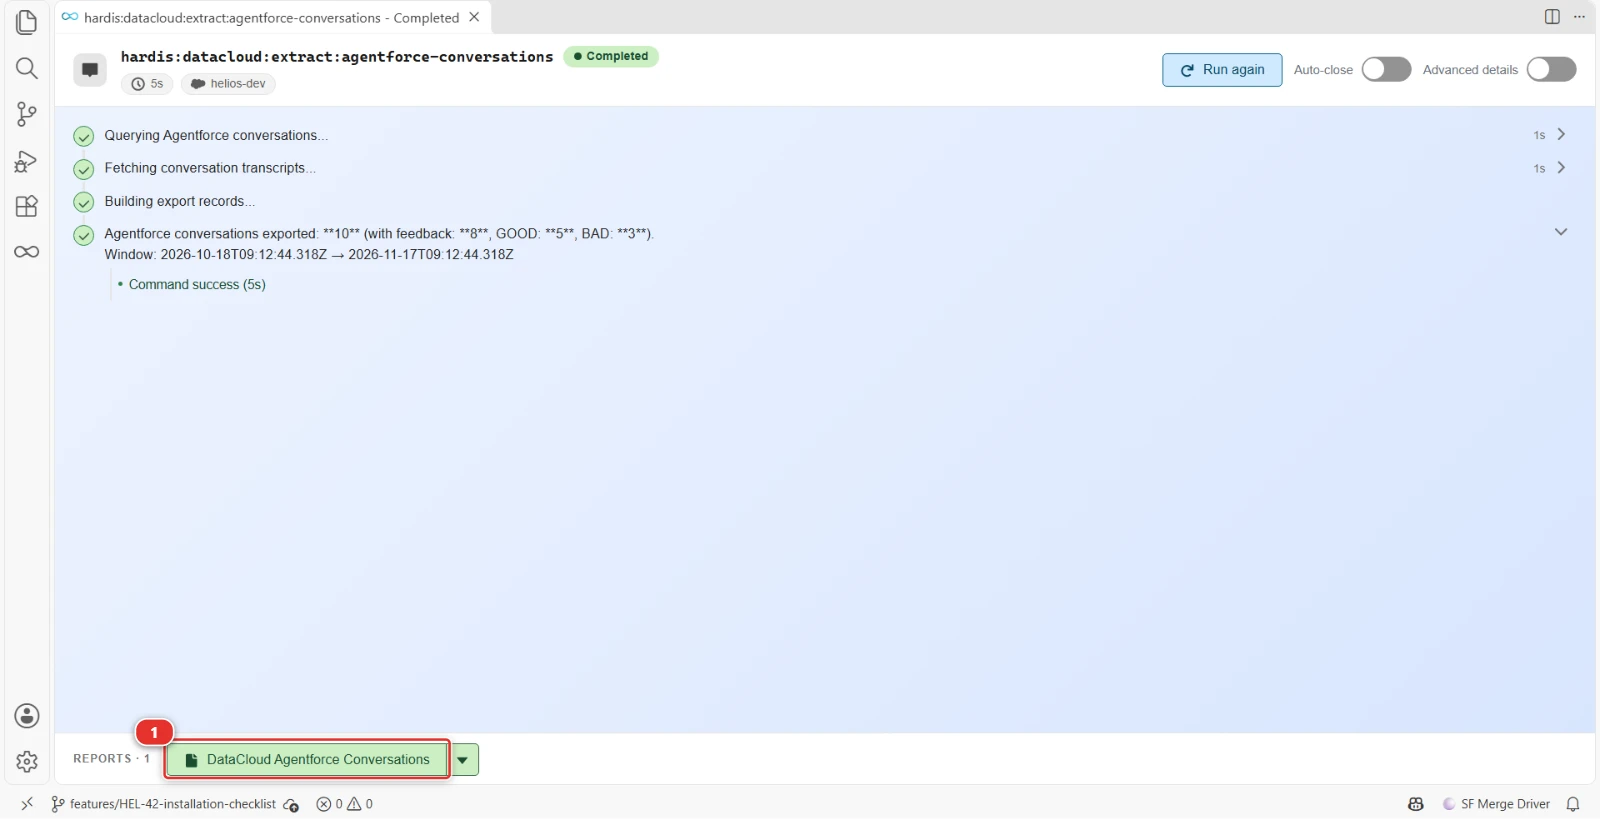 hardis:datacloud:extract:agentforce-conversations - Completed
hardis:datacloud:extract:agentforce-conversations
Completed
5s
helios-dev
Run again
Auto-close
Advanced details
Querying Agentforce conversations...
1s
Fetching conversation transcripts...
1s
Building export records...
Agentforce conversations exported: **10** (with feedback: **8**, GOOD: **5**, BAD: **3**).
Window: 2026-10-18T09:12:44.318Z → 2026-11-17T09:12:44.318Z
• Command success (5s)
1
REPORTS · 1
DataCloud Agentforce Conversations
features/HEL-42-installation-checklist
0
0
SF Merge Driver